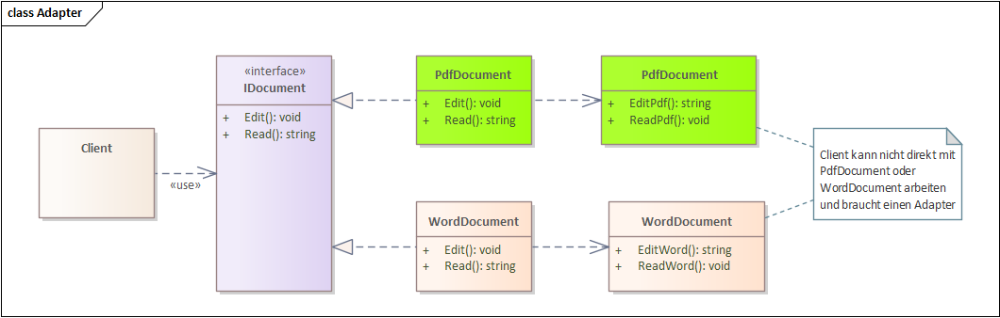 class Adapter
Client
«use»
«interface»
IDocument
+ Edit(): void
+ Read(): string
PdfDocument
+ Edit(): void
+ Read(): string
PdfDocument
+ EditPdf(): string
+ ReadPdf(): void
WordDocument
+ Edit(): void
+ Read(): string
WordDocument
+ EditWord(): string
+ ReadWord(): void
Client kann nicht direkt mit
PdfDocument oder
WordDocument arbeiten
und braucht einen Adapter